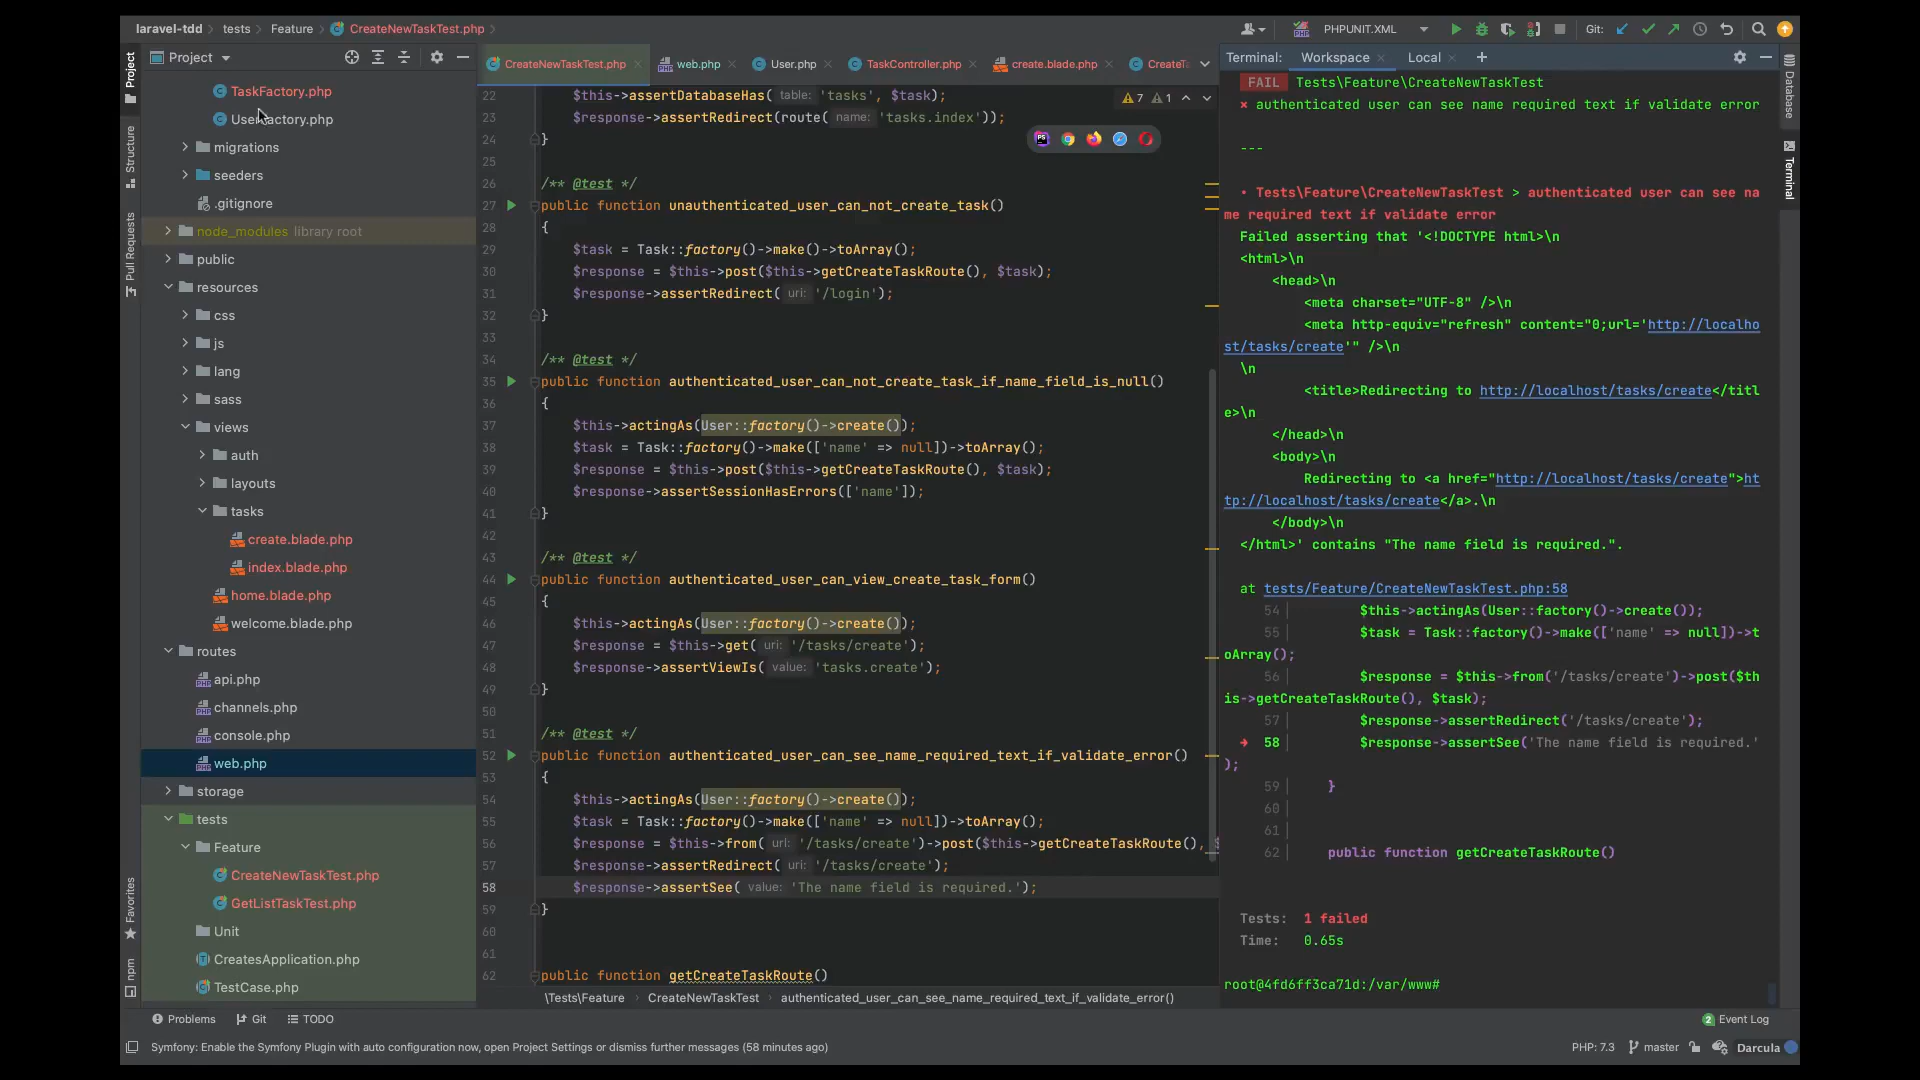 laravel-tdd tests Feature CreateNewTaskTest.php
PHPUNIT.XML Git:
Project
CreateNewTaskTest.php web.php User.php TaskController.php create.blade.php CreateTa
Terminal: Workspace Local
Project
Structure
Pull Requests
Favorites
npm
Database
Terminal
TaskFactory.php
UserFactory.php
migrations
seeders
.gitignore
node_modules library root
public
resources
css
js
lang
sass
views
auth
layouts
tasks
create.blade.php
index.blade.php
home.blade.php
welcome.blade.php
routes
api.php
channels.php
console.php
web.php
storage
tests
Feature
CreateNewTaskTest.php
GetListTaskTest.php
Unit
CreatesApplication.php
TestCase.php
7 1
22 $this->assertDatabaseHas( table: 'tasks', $task);
23 $response->assertRedirect(route( name: 'tasks.index'));
24 }
25
26 /** @test */
27 public function unauthenticated_user_can_not_create_task()
28 {
29 $task = Task::factory()->make()->toArray();
30 $response = $this->post($this->getCreateTaskRoute(), $task);
31 $response->assertRedirect( uri: '/login');
32 }
33
34 /** @test */
35 public function authenticated_user_can_not_create_task_if_name_field_is_null()
36 {
37 $this->actingAs(User::factory()->create());
38 $task = Task::factory()->make(['name' => null])->toArray();
39 $response = $this->post($this->getCreateTaskRoute(), $task);
40 $response->assertSessionHasErrors(['name']);
41 }
42
43 /** @test */
44 public function authenticated_user_can_view_create_task_form()
45 {
46 $this->actingAs(User::factory()->create());
47 $response = $this->get( uri: '/tasks/create');
48 $response->assertViewIs( value: 'tasks.create');
49 }
50
51 /** @test */
52 public function authenticated_user_can_see_name_required_text_if_validate_error()
53 {
54 $this->actingAs(User::factory()->create());
55 $task = Task::factory()->make(['name' => null])->toArray();
56 $response = $this->from( uri: '/tasks/create')->post($this->getCreateTaskRoute(), $
57 $response->assertRedirect( uri: '/tasks/create');
58 $response->assertSee( value: 'The name field is required.');
59 }
60
61
62 public function getCreateTaskRoute()
\Tests\Feature CreateNewTaskTest authenticated_user_can_see_name_required_text_if_validate_error()
FAIL Tests\Feature\CreateNewTaskTest
⨯ authenticated user can see name required text if validate error
---
• Tests\Feature\CreateNewTaskTest > authenticated user can see na
me required text if validate error
Failed asserting that '<!DOCTYPE html>\n
<html>\n
<head>\n
<meta charset="UTF-8" />\n
<meta http-equiv="refresh" content="0;url='http://localho
st/tasks/create'" />\n
\n
<title>Redirecting to http://localhost/tasks/create</titl
e>\n
</head>\n
<body>\n
Redirecting to <a href="http://localhost/tasks/create">ht
tp://localhost/tasks/create</a>.\n
</body>\n
</html>' contains "The name field is required.".
at tests/Feature/CreateNewTaskTest.php:58
54| $this->actingAs(User::factory()->create());
55| $task = Task::factory()->make(['name' => null])->t
oArray();
56| $response = $this->from('/tasks/create')->post($th
is->getCreateTaskRoute(), $task);
57| $response->assertRedirect('/tasks/create');
➜ 58| $response->assertSee('The name field is required.'
);
59| }
60|
61|
62| public function getCreateTaskRoute()
Tests: 1 failed
Time: 0.65s
root@4fd6ff3ca71d:/var/www#
Problems Git TODO
2 Event Log
Symfony: Enable the Symfony Plugin with auto configuration now, open Project Settings or dismiss further messages (58 minutes ago)
PHP: 7.3 master Darcula